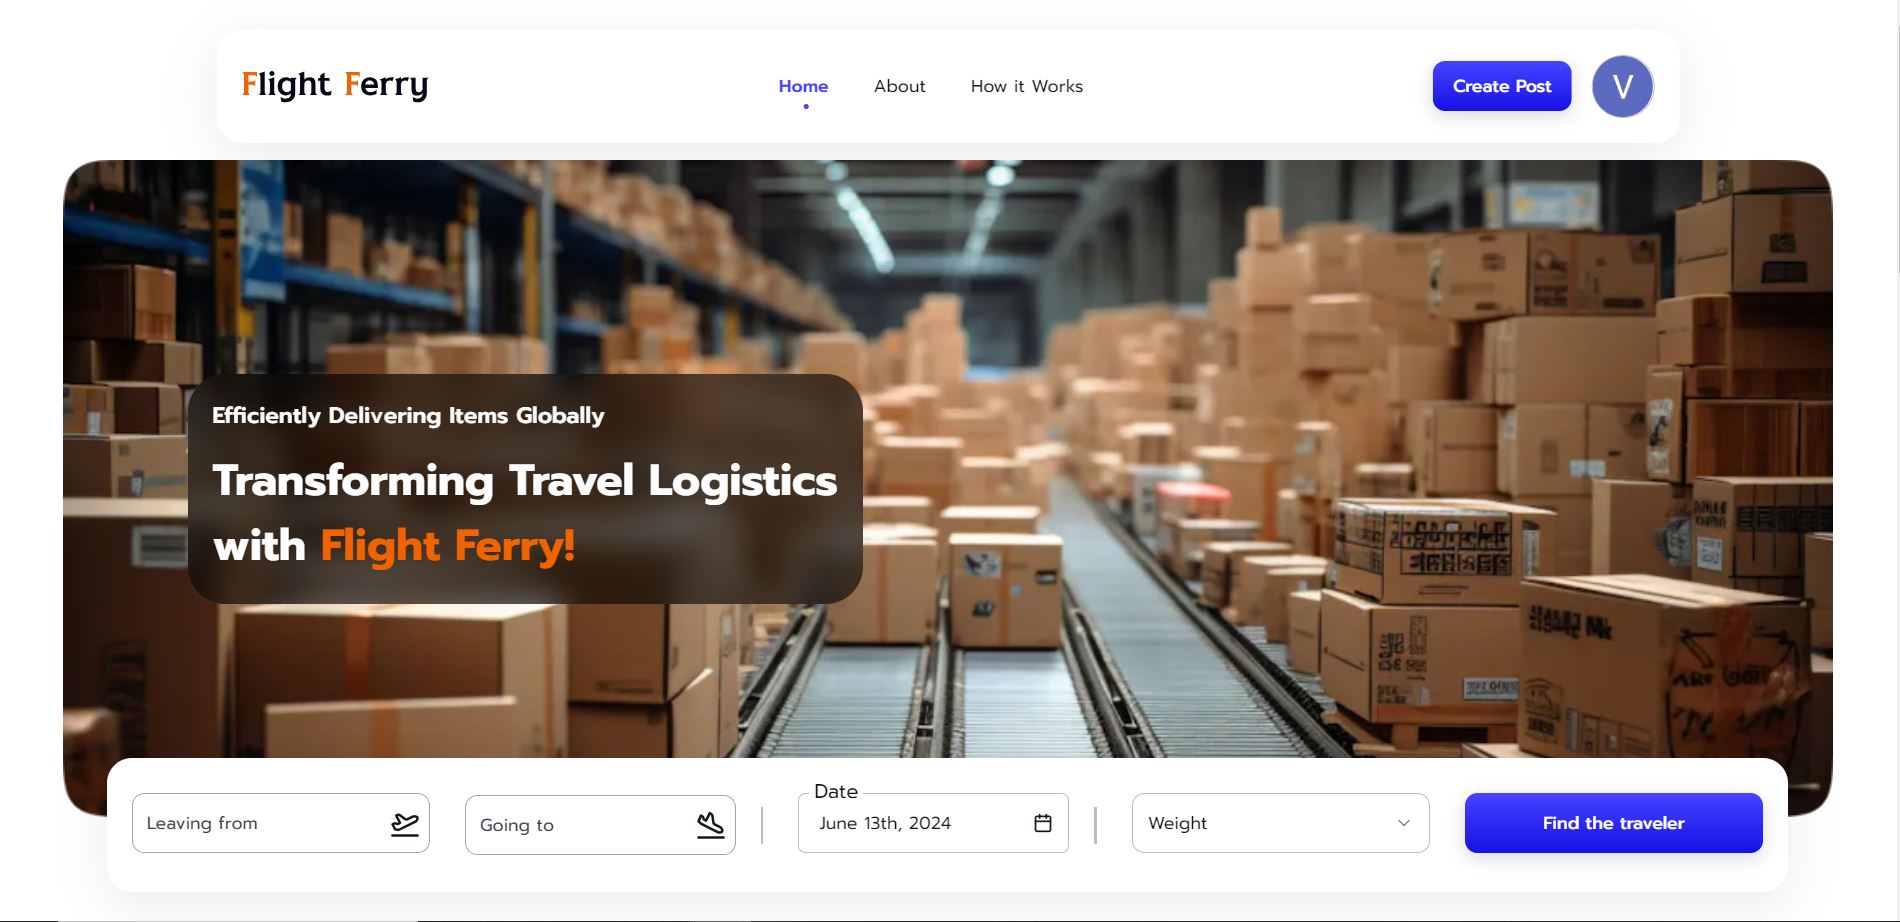 Flight Ferry
Home
About
How it Works
Create Post
V
Efficiently Delivering Items Globally
Transforming Travel Logistics
with Flight Ferry!
Leaving from
Going to
Date
June 13th, 2024
Weight
Find the traveler